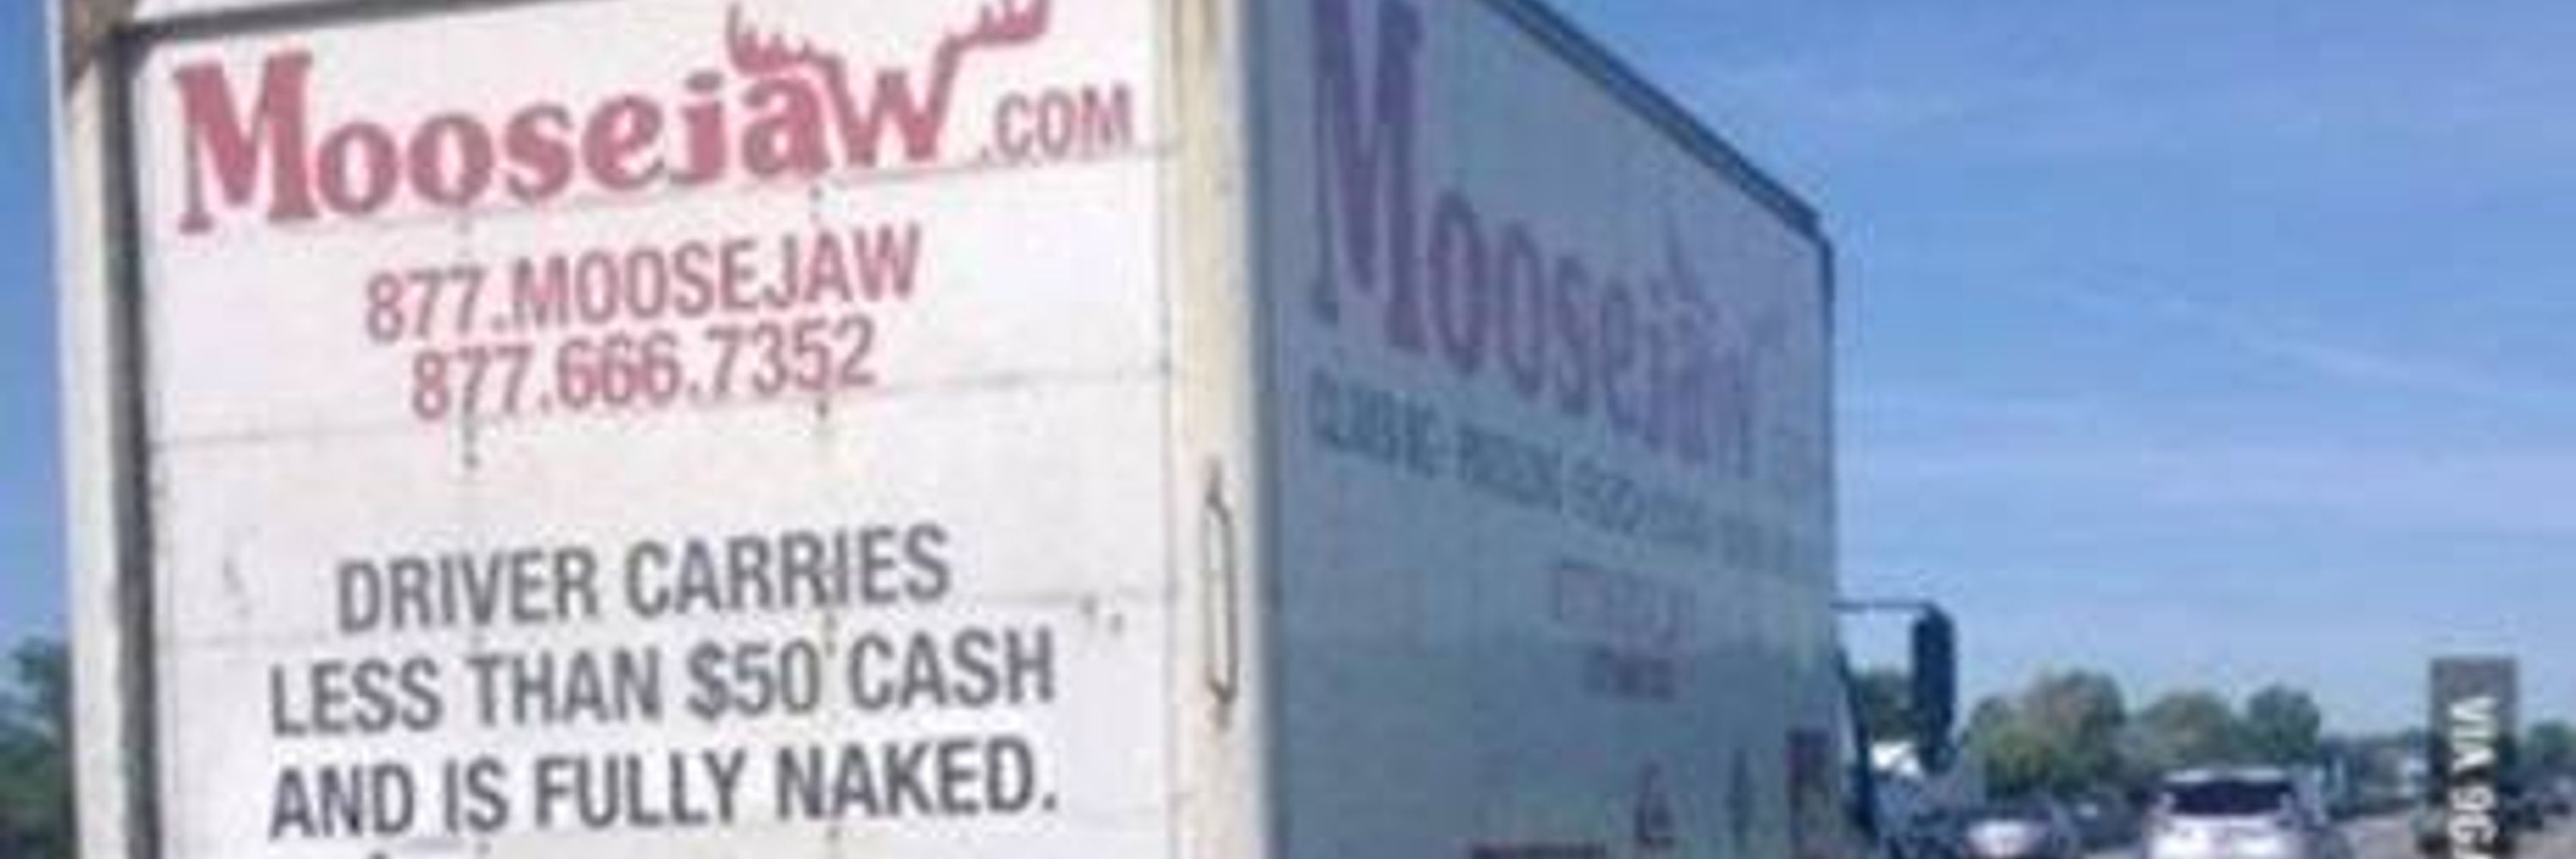 Moosejaw.COM
877.MOOSEJAW
877.666.7352
DRIVER CARRIES
LESS THAN $50 CASH
AND IS FULLY NAKED.
Moosejaw
VIA 9GA